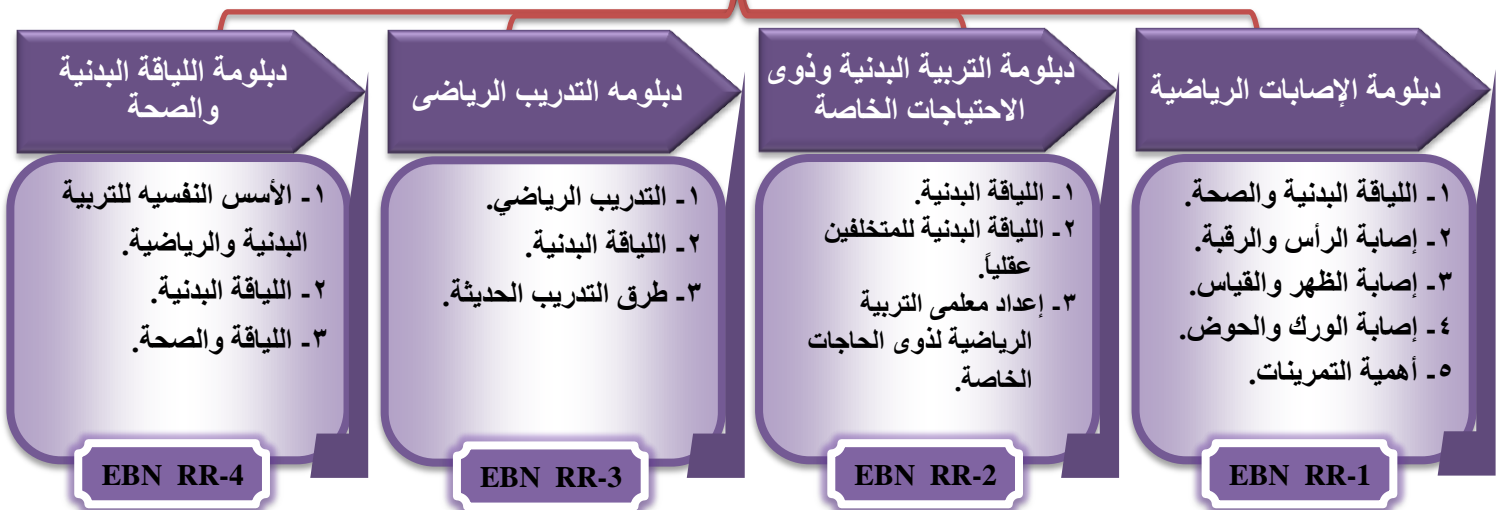 دبلومة الإصابات الرياضية
١- اللياقة البدنية والصحة.
٢- إصابة الرأس والرقبة.
٣- إصابة الظهر والقياس.
٤- إصابة الورك والحوض.
٥- أهمية التمرينات.
EBN RR-1
دبلومة التربية البدنية وذوى
الاحتياجات الخاصة
١- اللياقة البدنية.
٢- اللياقة البدنية للمتخلفين
عقلياً.
٣- إعداد معلمى التربية
الرياضية لذوى الحاجات
الخاصة.
EBN RR-2
دبلومه التدريب الرياضى
١- التدريب الرياضي.
٢- اللياقة البدنية.
٣- طرق التدريب الحديثة.
EBN RR-3
دبلومة اللياقة البدنية
والصحة
١- الأسس النفسيه للتربية
البدنية والرياضية.
٢- اللياقة البدنية.
٣- اللياقة والصحة.
EBN RR-4